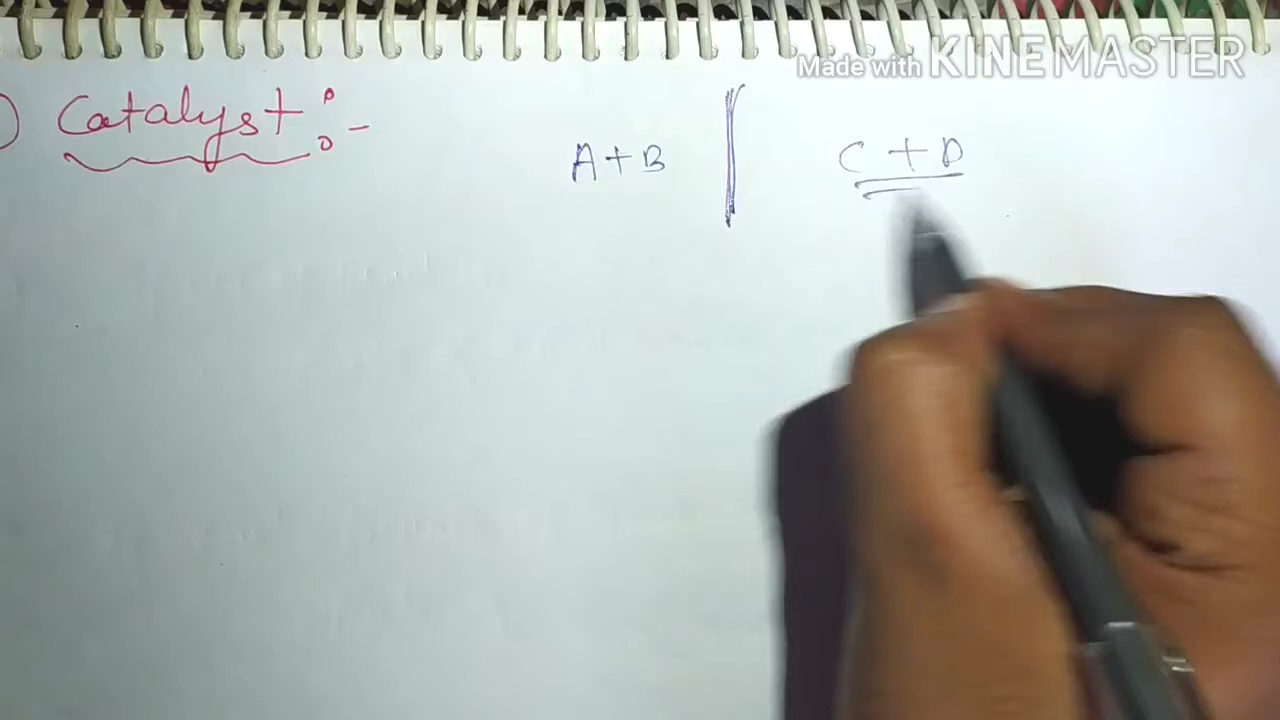 Made with KINEMASTER
) Catalyst :-
A + B | C + D